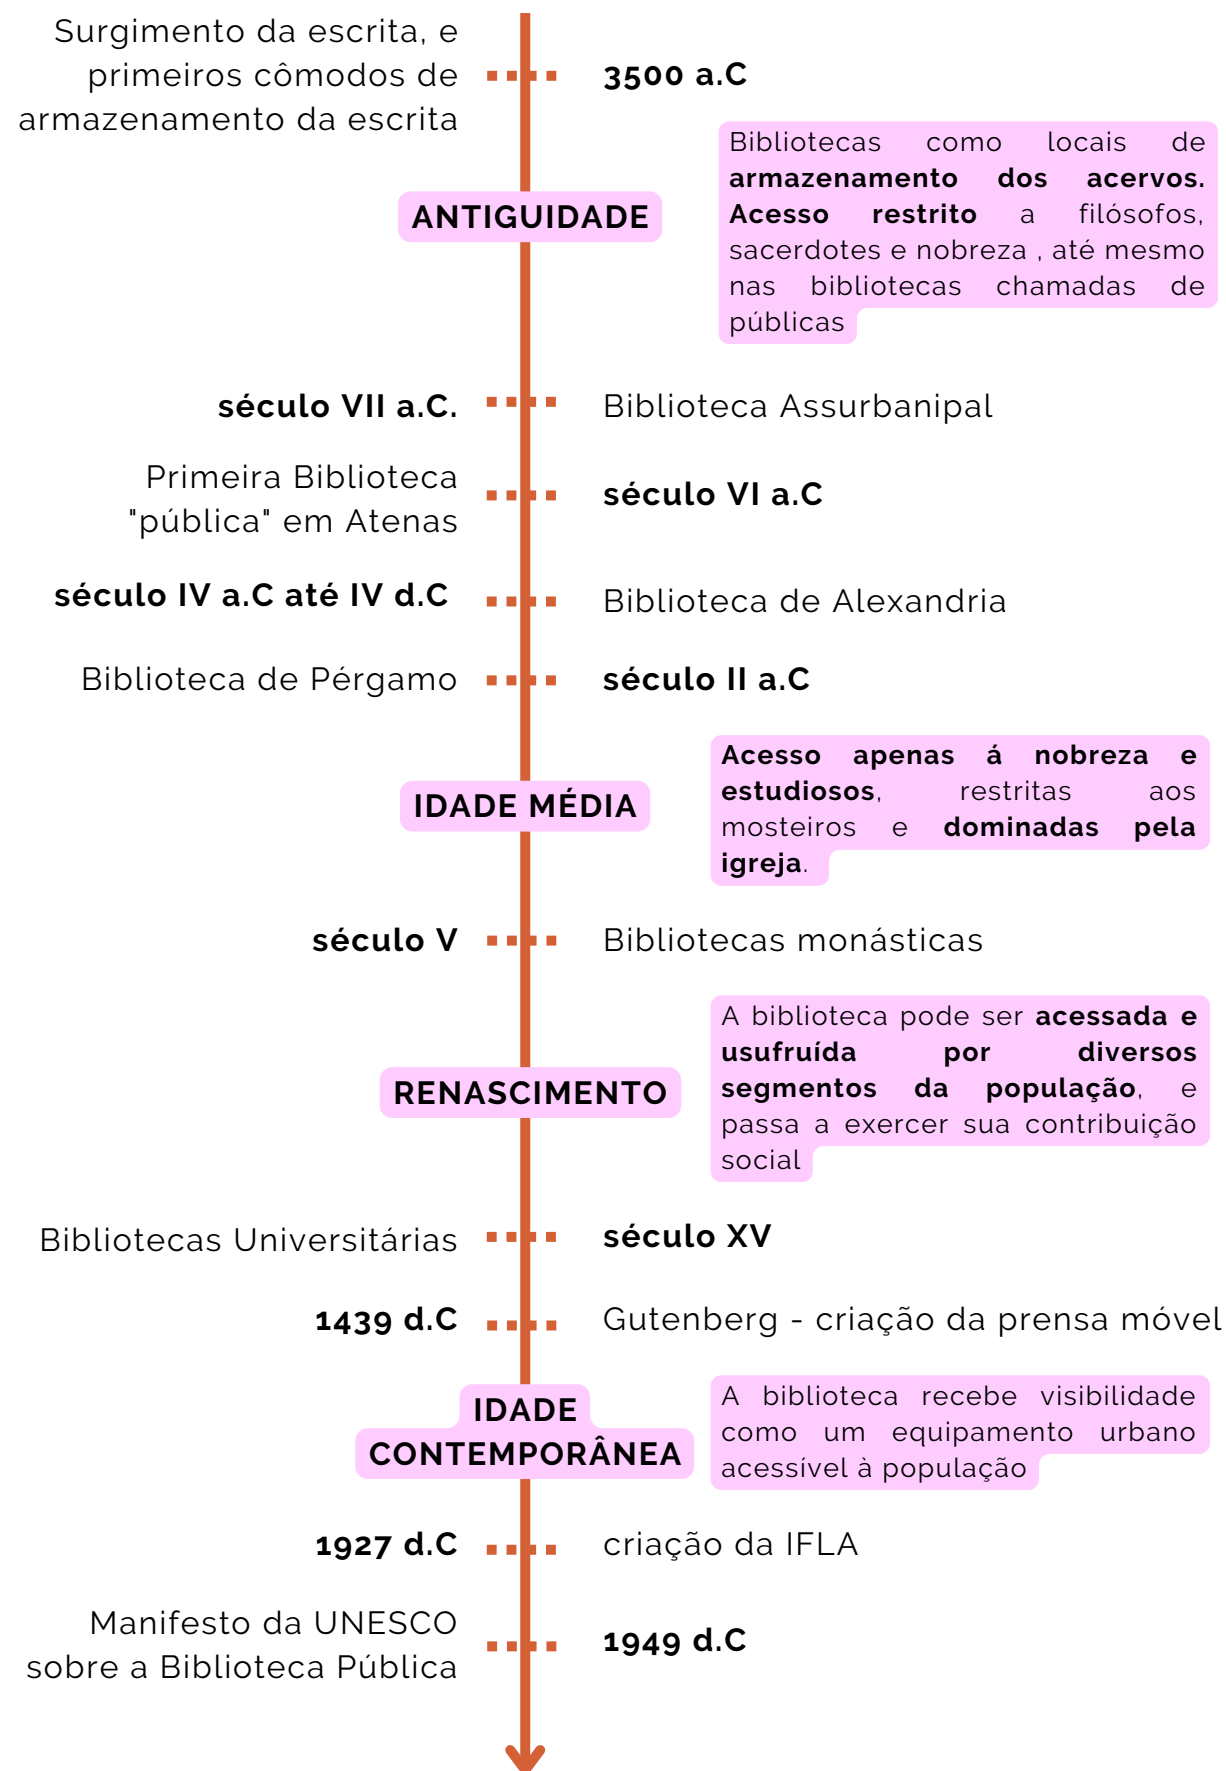 Surgimento da escrita, e
primeiros cômodos de
armazenamento da escrita
3500 a.C
Bibliotecas como locais de
armazenamento dos acervos.
Acesso restrito a filósofos,
sacerdotes e nobreza , até mesmo
nas bibliotecas chamadas de
públicas
ANTIGUIDADE
século VII a.C.
Biblioteca Assurbanipal
Primeira Biblioteca
"pública" em Atenas
século VI a.C
século IV a.C até IV d.C
Biblioteca de Alexandria
Biblioteca de Pérgamo
século II a.C
IDADE MÉDIA
Acesso apenas á nobreza e
estudiosos, restritas aos
mosteiros e dominadas pela
igreja.
século V
Bibliotecas monásticas
RENASCIMENTO
A biblioteca pode ser acessada e
usufruída por diversos
segmentos da população, e
passa a exercer sua contribuição
social
Bibliotecas Universitárias
século XV
1439 d.C
Gutenberg - criação da prensa móvel
IDADE
CONTEMPORÂNEA
A biblioteca recebe visibilidade
como um equipamento urbano
acessível à população
1927 d.C
criação da IFLA
Manifesto da UNESCO
sobre a Biblioteca Pública
1949 d.C